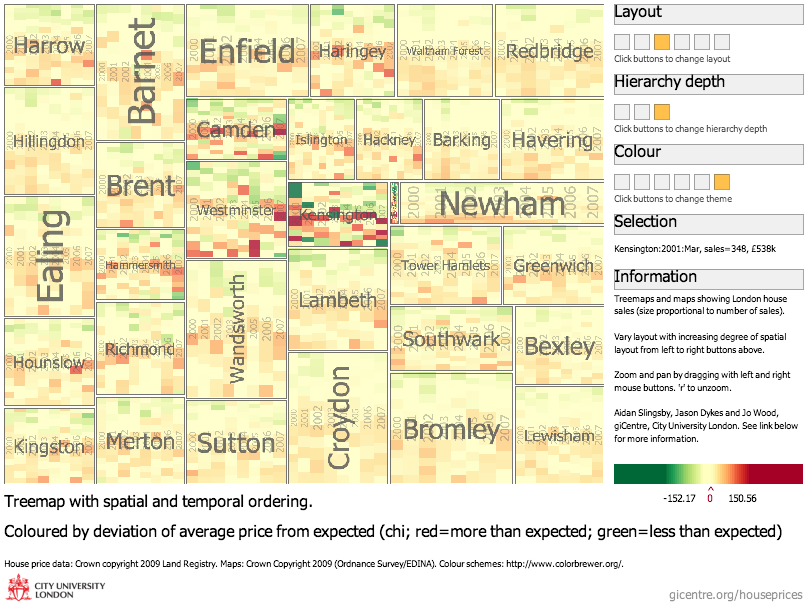 Harrow
Barnet
Enfield
Haringey
Waltham Forest
Redbridge
Hillingdon
Brent
Camden
Islington
Hackney
Barking
Havering
Ealing
Westminster
Kensington
Newham
2000
2006
2007
Hammersmith
Wandsworth
Lambeth
Tower Hamlets
Greenwich
Hounslow
Richmond
Southwark
Bexley
Kingston
Merton
Sutton
Croydon
Bromley
Lewisham
Layout
Click buttons to change layout
Hierarchy depth
Click buttons to change hierarchy depth
Colour
Click buttons to change theme
Selection
Kensington:2001:Mar, sales=348, £538k
Information
Treemaps and maps showing London house
sales (size proportional to number of sales).
Vary layout with increasing degree of spatial
layout from left to right buttons above.
Zoom and pan by dragging with left and right
mouse buttons. 'r' to unzoom.
Aidan Slingsby, Jason Dykes and Jo Wood,
giCentre, City University London. See link below
for more information.
-152.17 0 150.56
Treemap with spatial and temporal ordering.
Coloured by deviation of average price from expected (chi; red=more than expected; green=less than expected)
House price data: Crown copyright 2009 Land Registry. Maps: Crown Copyright 2009 (Ordnance Survey/EDINA). Colour schemes: http://www.colorbrewer.org/.
CITY UNIVERSITY
LONDON
gicentre.org/houseprices